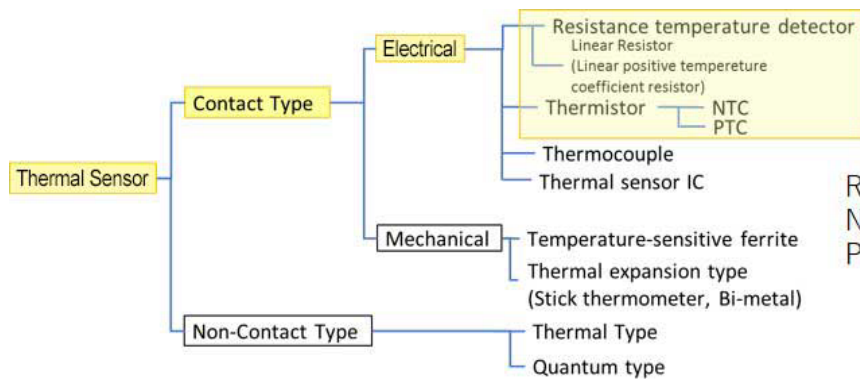 Resistance temperature detector
Electrical
Linear Resistor
(Linear positive tempereture
coefficient resistor)
Contact Type
Thermistor
NTC
PTC
Thermocouple
Thermal Sensor
Thermal sensor IC
R
N
P
Mechanical
Temperature-sensitive ferrite
Thermal expansion type
(Stick thermometer, Bi-metal)
Non-Contact Type
Thermal Type
Quantum type